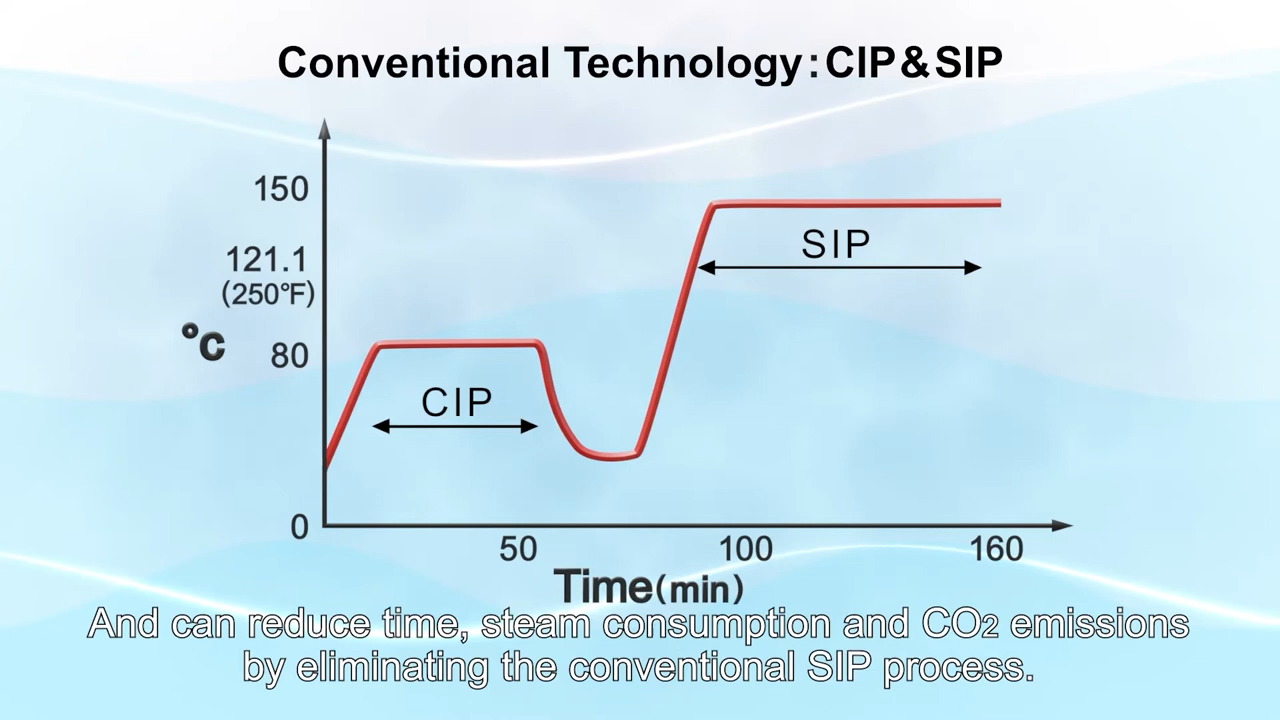 Conventional Technology:CIP&SIP
150
121.1
(250°F)
°C
80
0
CIP
SIP
50
100
160
Time(min)
And can reduce time, steam consumption and CO2 emissions
by eliminating the conventional SIP process.